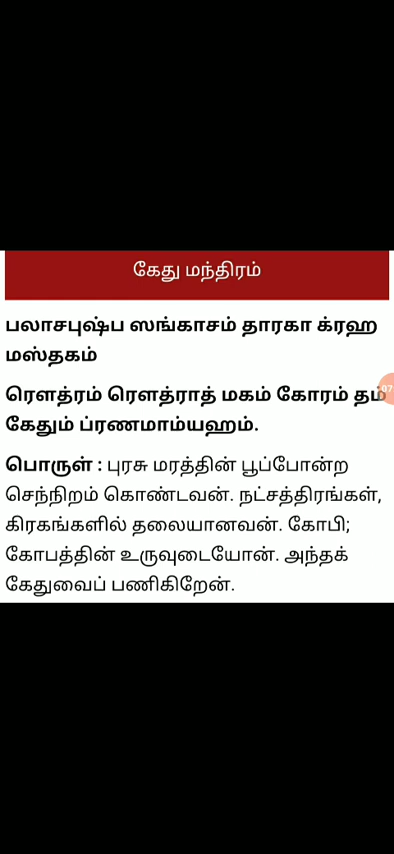 கேது மந்திரம்
பலாசபுஷ்ப ஸங்காசம் தாரகா க்ரஹ
மஸ்தகம்
ரௌத்ரம் ரௌத்ராத் மகம் கோரம் தம்
கேதும் ப்ரணமாம்யஹம்.
பொருள் : புரசு மரத்தின் பூப்போன்ற
செந்நிறம் கொண்டவன். நட்சத்திரங்கள்,
கிரகங்களில் தலையானவன். கோபி;
கோபத்தின் உருவுடையோன். அந்தக்
கேதுவைப் பணிகிறேன்.